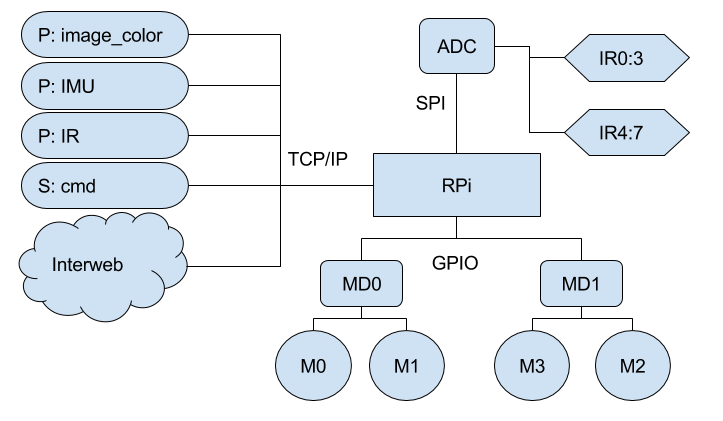 P: image_color
P: IMU
P: IR
S: cmd
Interweb
TCP/IP
ADC
IR0:3
IR4:7
SPI
RPi
GPIO
MD0
MD1
M0
M1
M3
M2